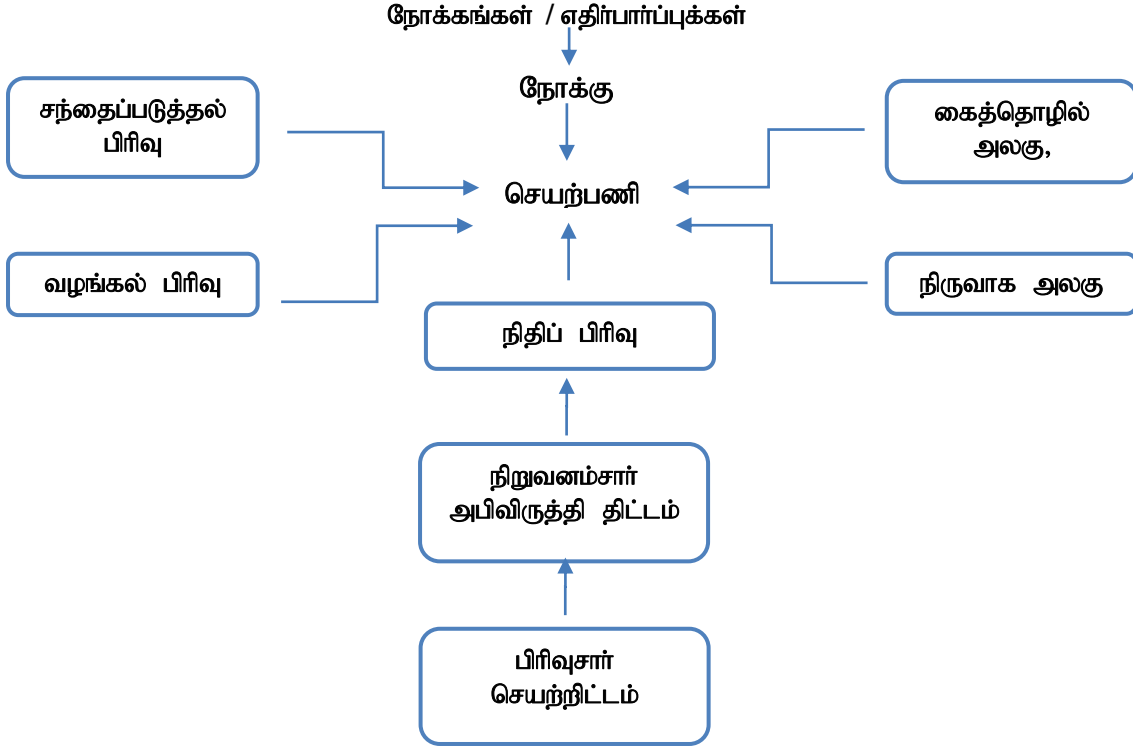 நோக்கங்கள் / எதிர்பார்ப்புக்கள்
நோக்கு
சந்தைப்படுத்தல்
பிரிவு
கைத்தொழில்
அலகு,
செயற்பணி
வழங்கல் பிரிவு
நிருவாக அலகு
நிதிப் பிரிவு
நிறுவனம்சார்
அபிவிருத்தி திட்டம்
பிரிவுசார்
செயற்றிட்டம்